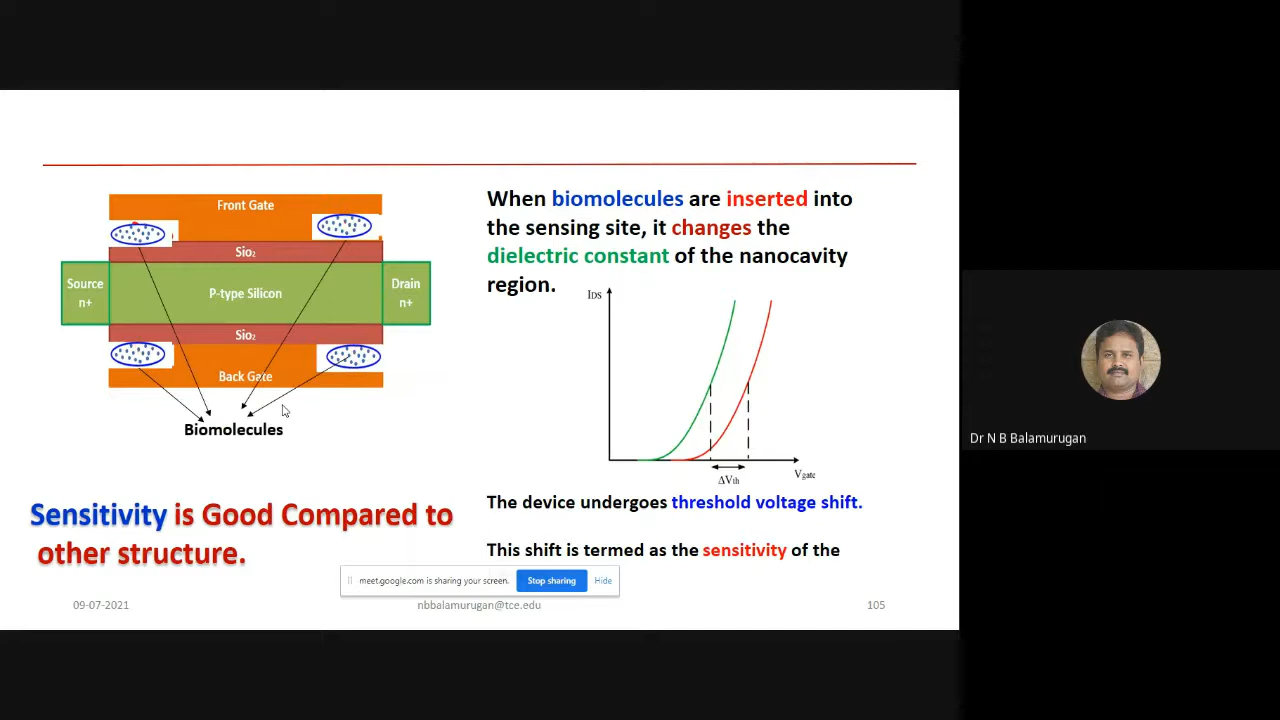 Front Gate
Sio2
Source
n+
P-type Silicon
Drain
n+
Sio2
Back Gate
Biomolecules
Sensitivity is Good Compared to
other structure.
When biomolecules are inserted into
the sensing site, it changes the
dielectric constant of the nanocavity
region.
IDS
Vgate
ΔVth
The device undergoes threshold voltage shift.
This shift is termed as the sensitivity of the
meet.google.com is sharing your screen.
Stop sharing
Hide
09-07-2021
nbbalamurugan@tce.edu
105
Dr N B Balamurugan